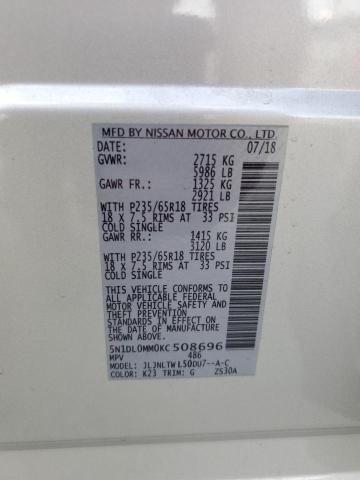 MFD BY NISSAN MOTOR CO., LTD.
DATE: 07/18
GVWR: 2715 KG
5986 LB
GAWR FR: 1325 KG
2921 LB
WITH P235/65R18 TIRES
18 X 7.5 RIMS AT 33 PSI
COLD SINGLE
GAWR RR: 1415 KG
3120 LB
WITH P235/65R18 TIRES
18 X 7.5 RIMS AT 33 PSI
COLD SINGLE
THIS VEHICLE CONFORMS TO
ALL APPLICABLE FEDERAL
MOTOR VEHICLE SAFETY
STANDARDS IN EFFECT ON
THE DATE OF MANUFACTURE
SHOWN ABOVE
5N1DL0MM0KC508696
MPV 486
MODEL: JLJNLTWL50DU7--A-C
COLOR: K23 TRIM: G ZS30A